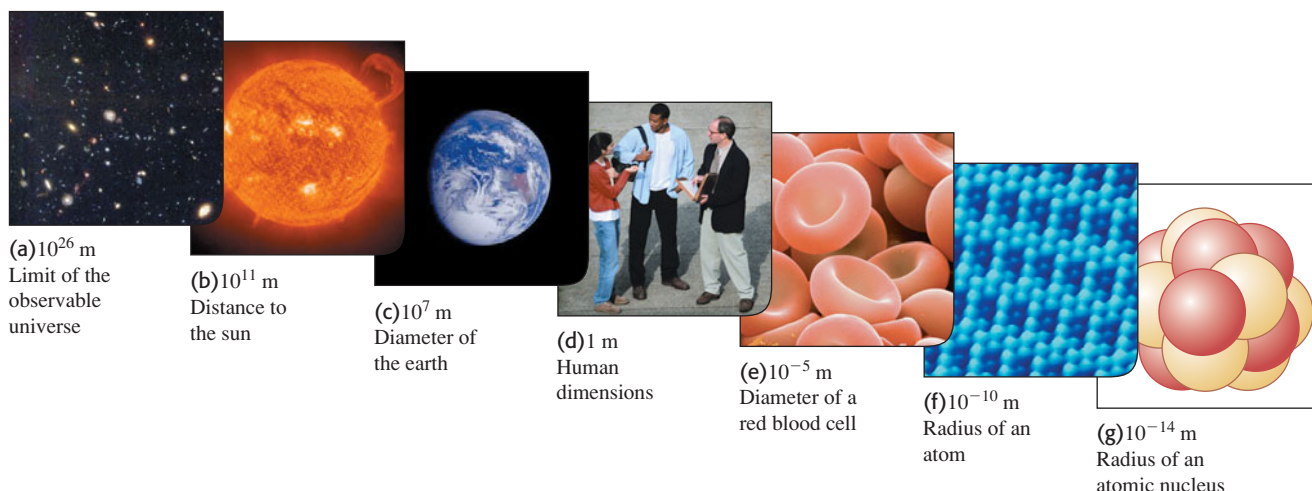 (a) 10²⁶ m
Limit of the
observable
universe
(b) 10¹¹ m
Distance to
the sun
(c) 10⁷ m
Diameter of
the earth
(d) 1 m
Human
dimensions
(e) 10⁻⁵ m
Diameter of a
red blood cell
(f) 10⁻¹⁰ m
Radius of an
atom
(g) 10⁻¹⁴ m
Radius of an
atomic nucleus